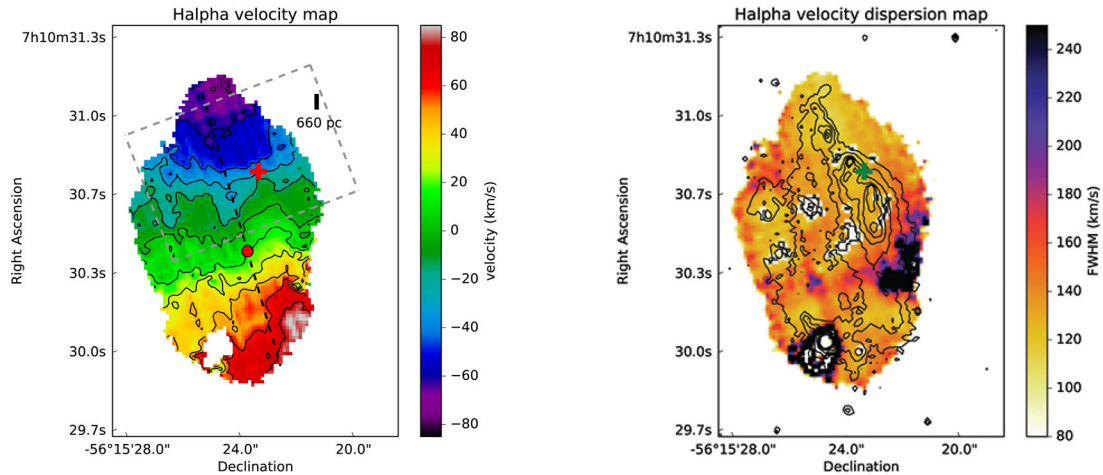 Halpha velocity map
7h10m31.3s
31.0s
30.7s
30.3s
30.0s
29.7s
Right Ascension
-56°15'28.0"
24.0"
20.0"
Declination
660 pc
80
60
40
20
0
−20
−40
−60
−80
velocity (km/s)
Halpha velocity dispersion map
7h10m31.3s
31.0s
30.7s
30.3s
30.0s
29.7s
Right Ascension
-56°15'28.0"
24.0"
20.0"
Declination
240
220
200
180
160
140
120
100
80
FWHM (km/s)